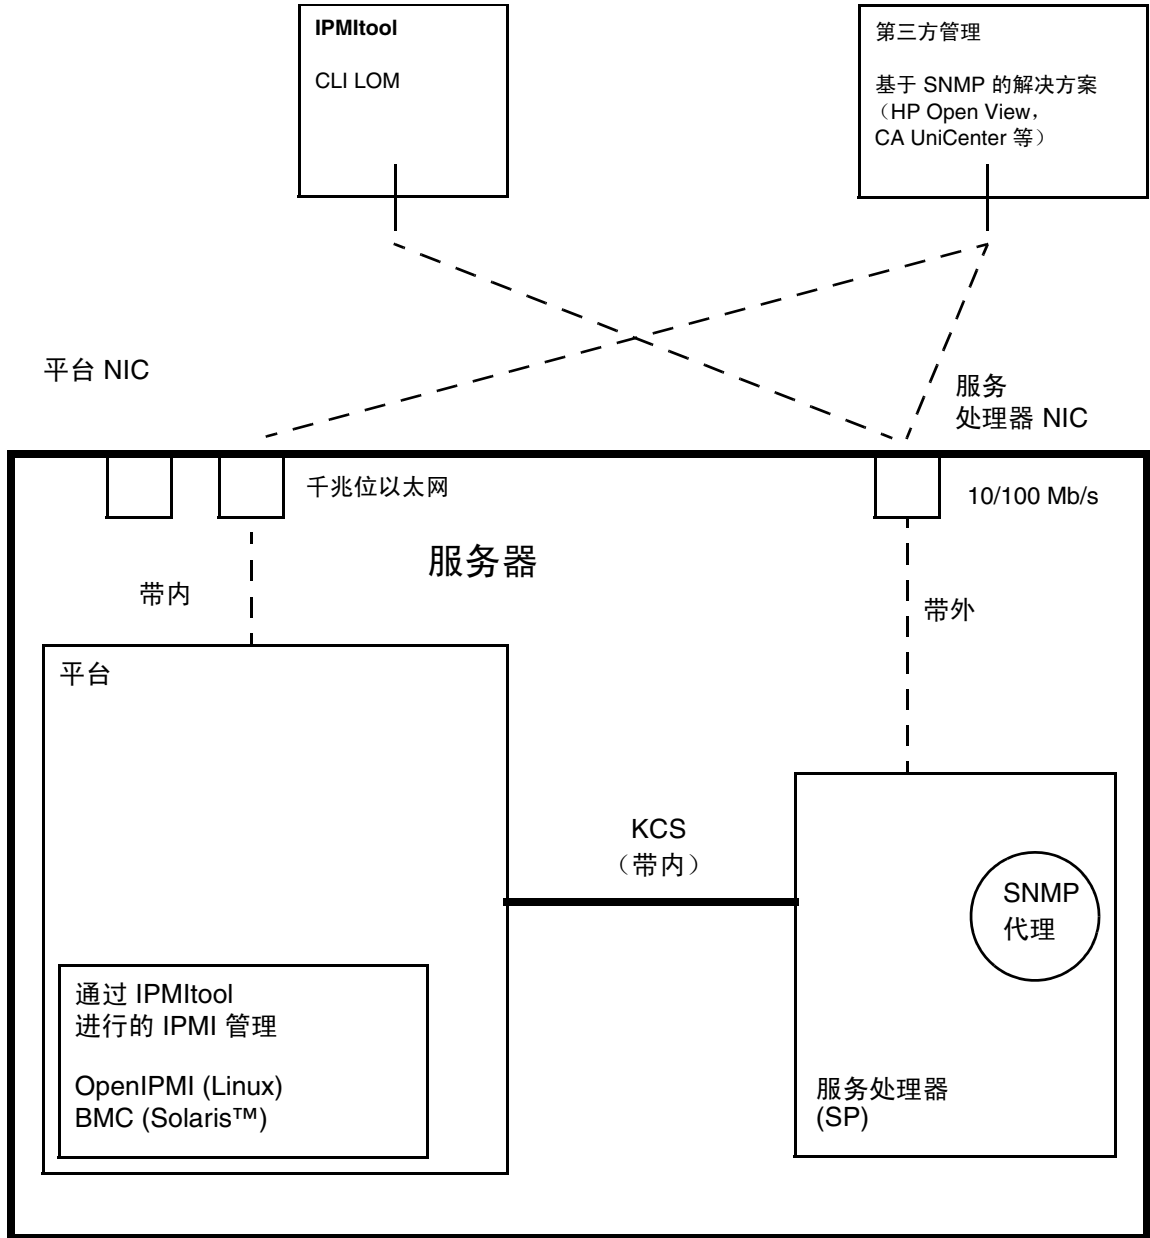 IPMItool
CLI LOM
第三方管理
基于 SNMP 的解决方案
（HP Open View，
CA UniCenter 等）
平台 NIC
服务
处理器 NIC
千兆位以太网
10/100 Mb/s
服务器
带内
带外
平台
KCS
（带内）
SNMP
代理
通过 IPMItool
进行的 IPMI 管理
OpenIPMI (Linux)
BMC (Solaris™)
服务处理器
(SP)